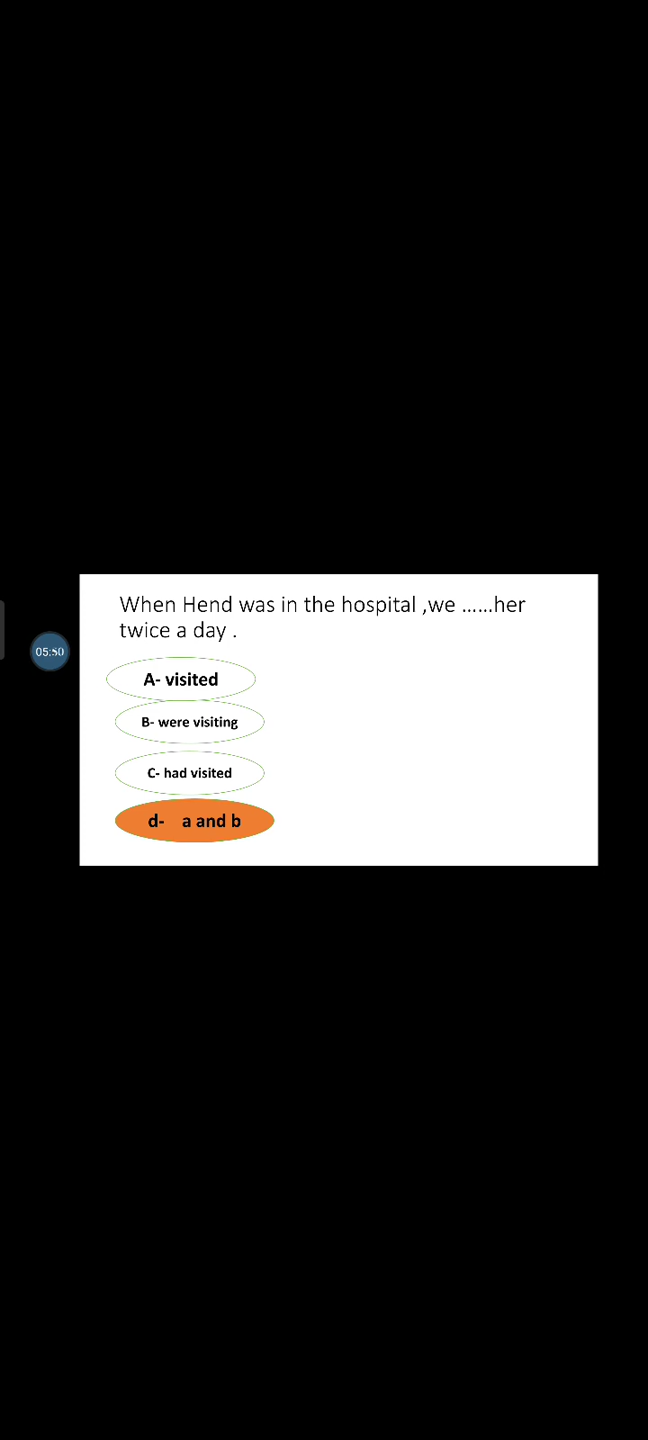 When Hend was in the hospital ,we ......her
twice a day .
05:50
A- visited
B- were visiting
C- had visited
d- a and b